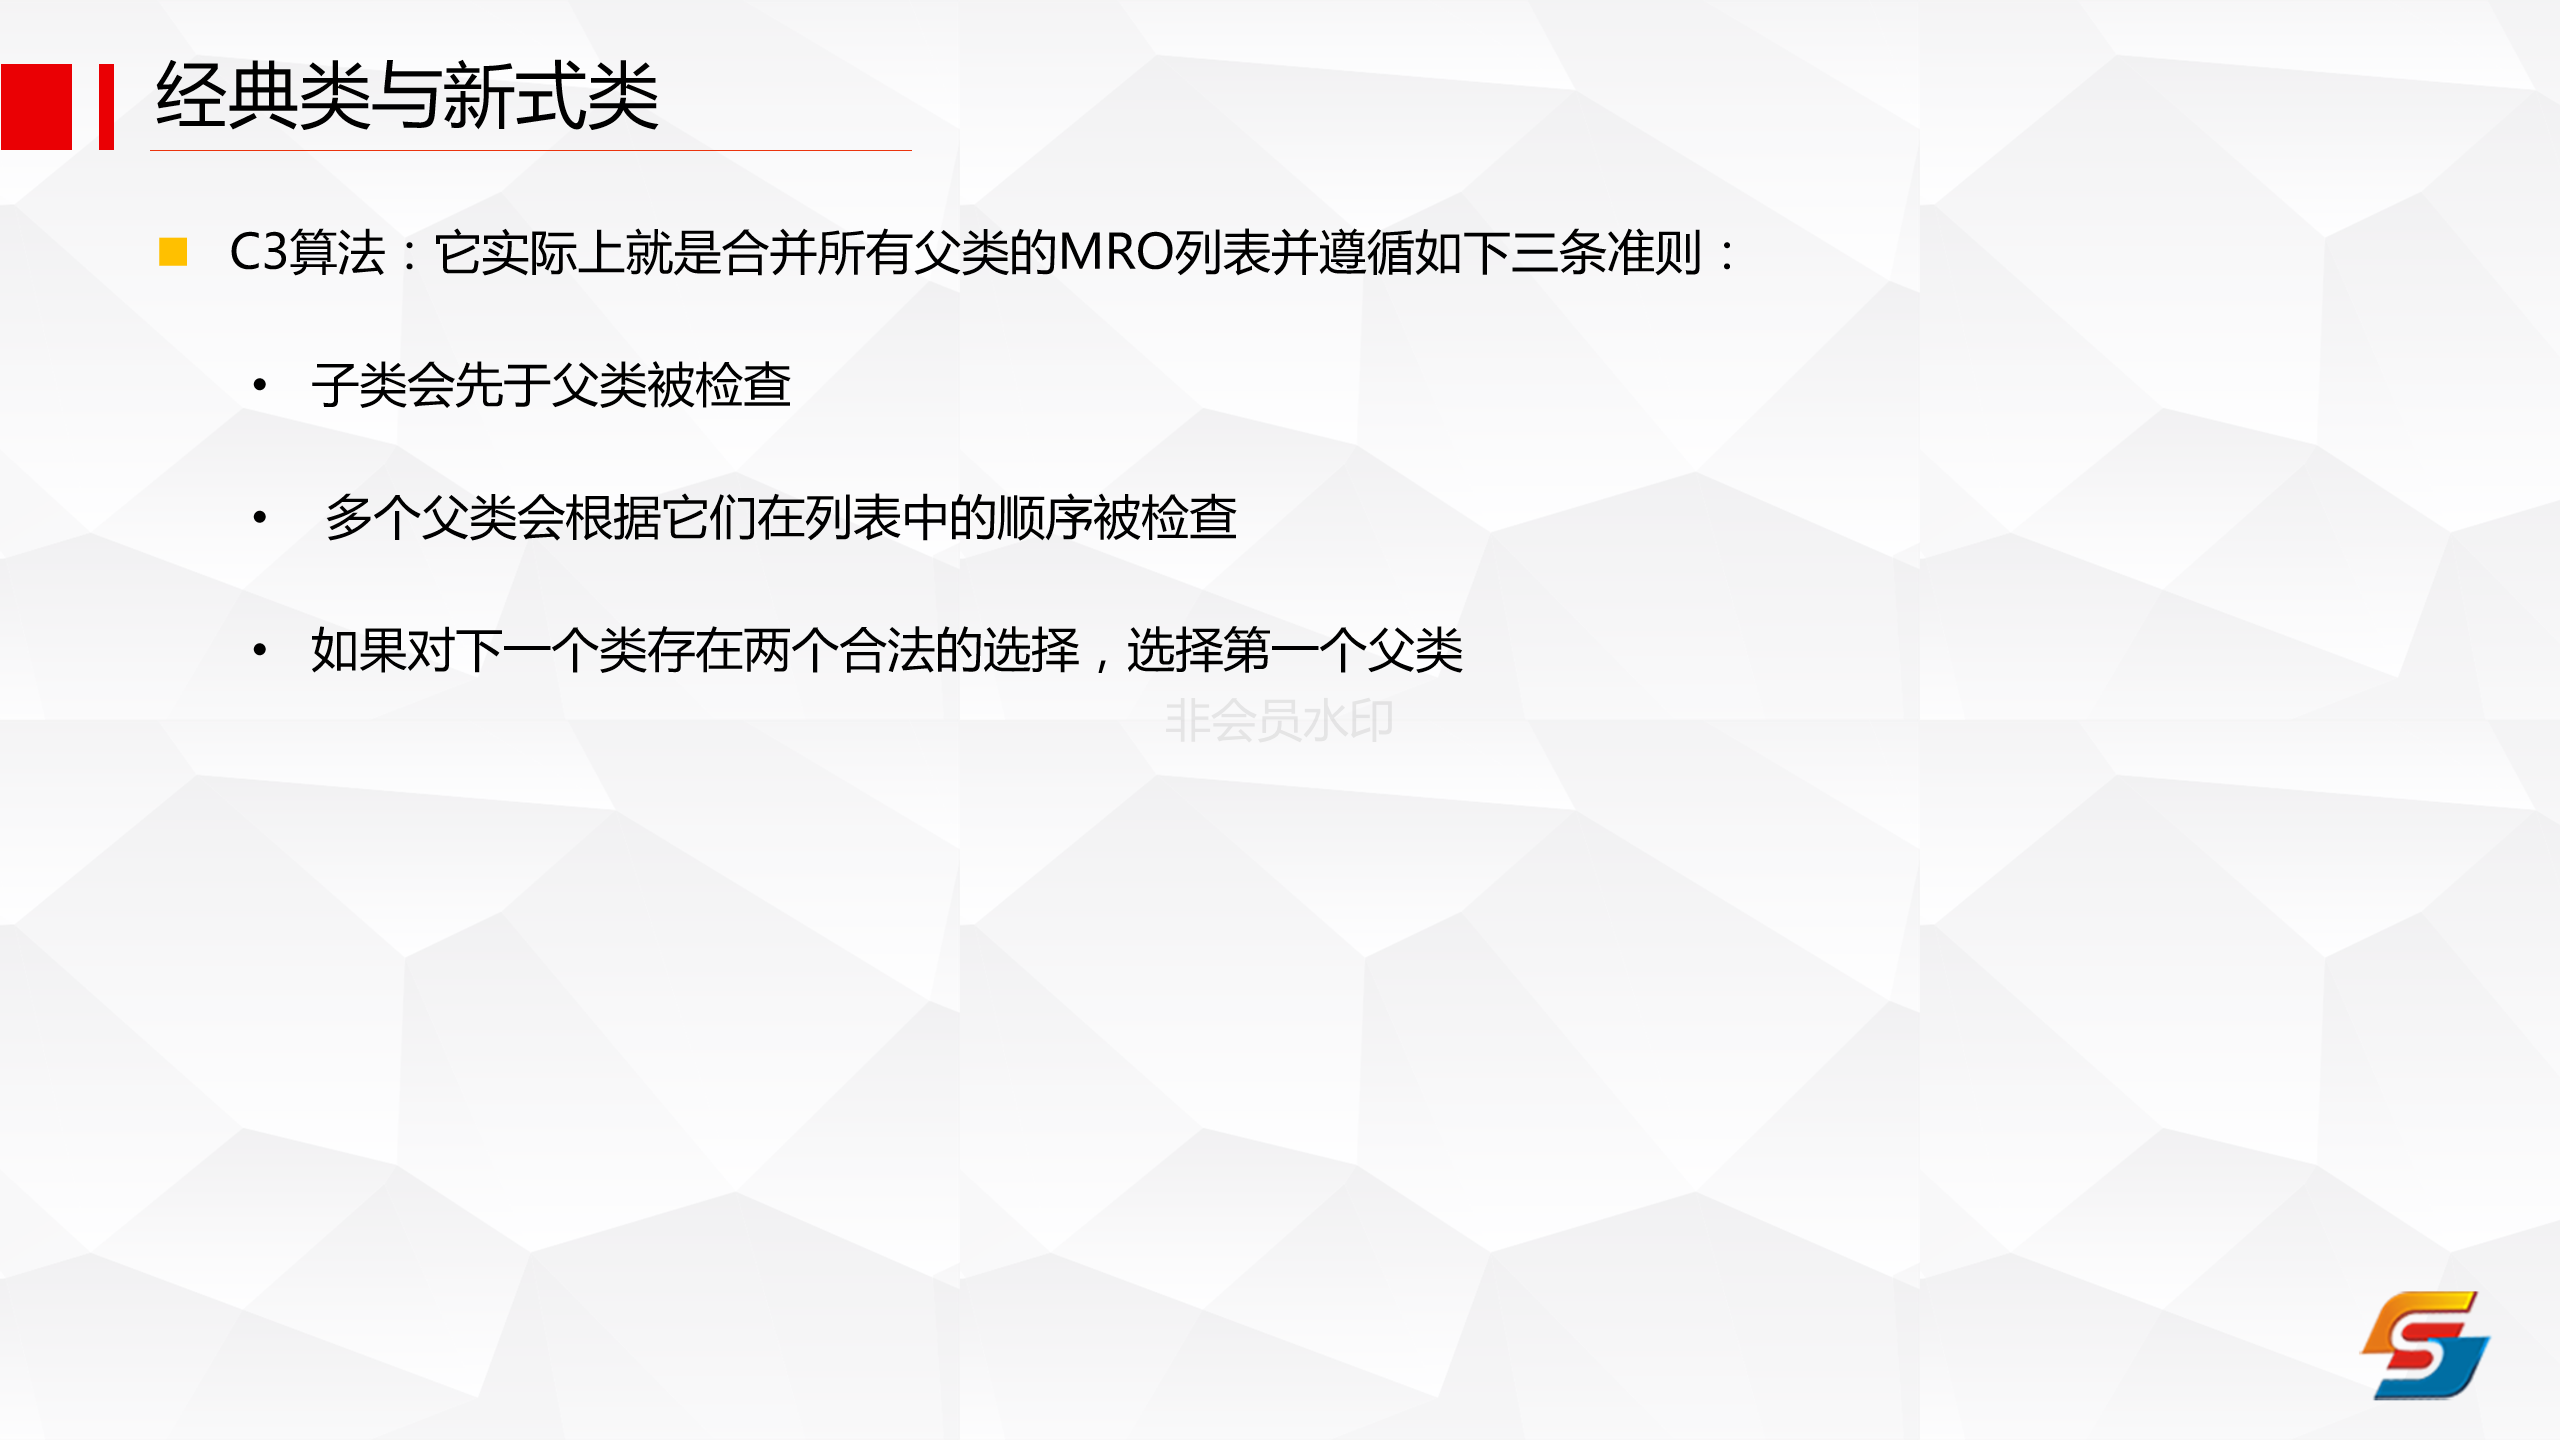 经典类与新式类
C3算法：它实际上就是合并所有父类的MRO列表并遵循如下三条准则：
• 子类会先于父类被检查
• 多个父类会根据它们在列表中的顺序被检查
• 如果对下一个类存在两个合法的选择，选择第一个父类
非会员水印